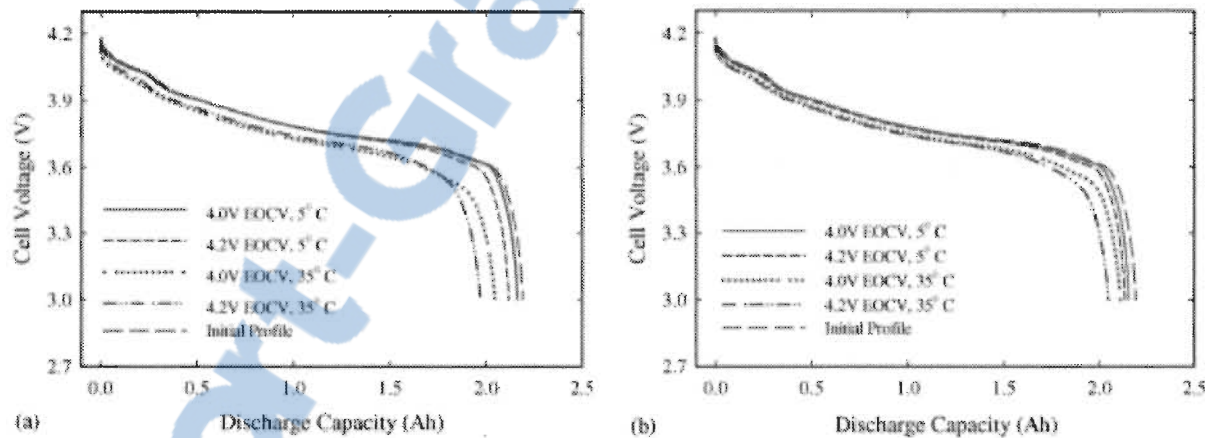 4.2
3.9
3.6
3.3
3.0
2.7
Cell Voltage (V)
4.0V EOCV, 5° C
4.2V EOCV, 5° C
4.0V EOCV, 35° C
4.2V EOCV, 35° C
Initial Profile
0.0 0.5 1.0 1.5 2.0 2.5
(a) Discharge Capacity (Ah)
4.2
3.9
3.6
3.3
3.0
2.7
Cell Voltage (V)
4.0V EOCV, 5° C
4.2V EOCV, 5° C
4.0V EOCV, 35° C
4.2V EOCV, 35° C
Initial Profile
0.0 0.5 1.0 1.5 2.0 2.5
(b) Discharge Capacity (Ah)